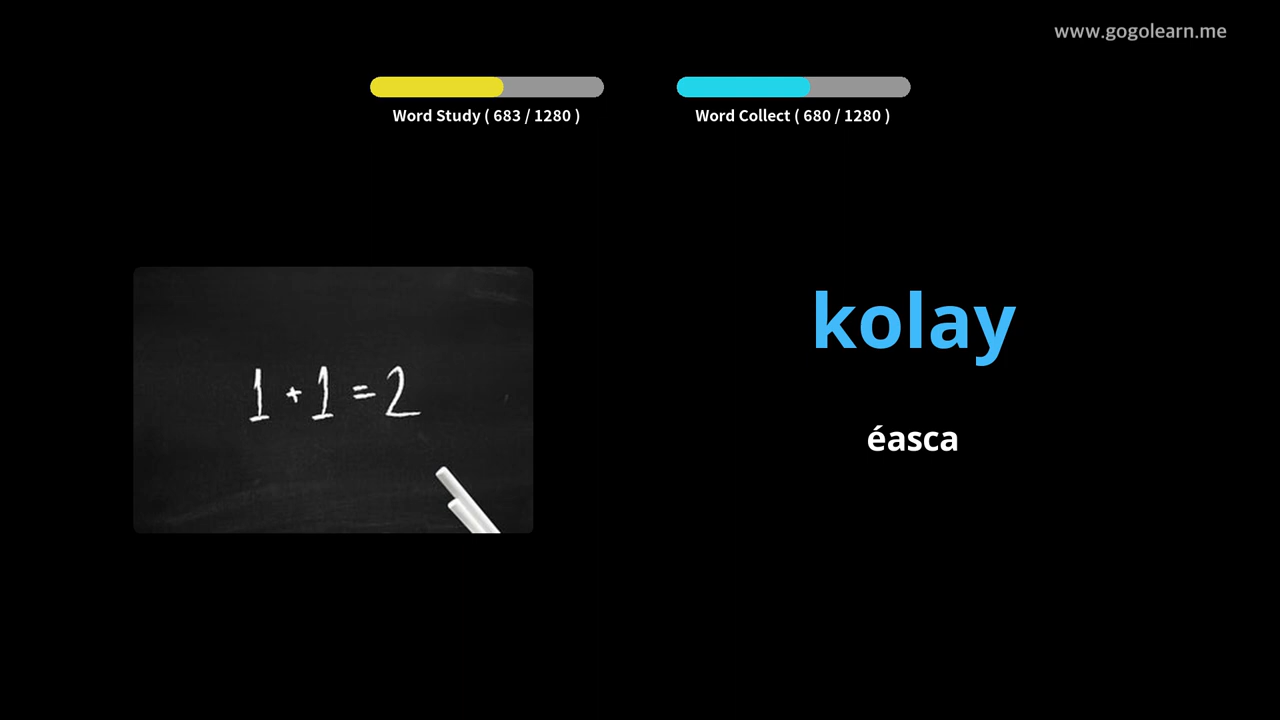 www.gogolearn.me
Word Study ( 683 / 1280 )
Word Collect ( 680 / 1280 )
1 + 1 = 2
kolay
éasca